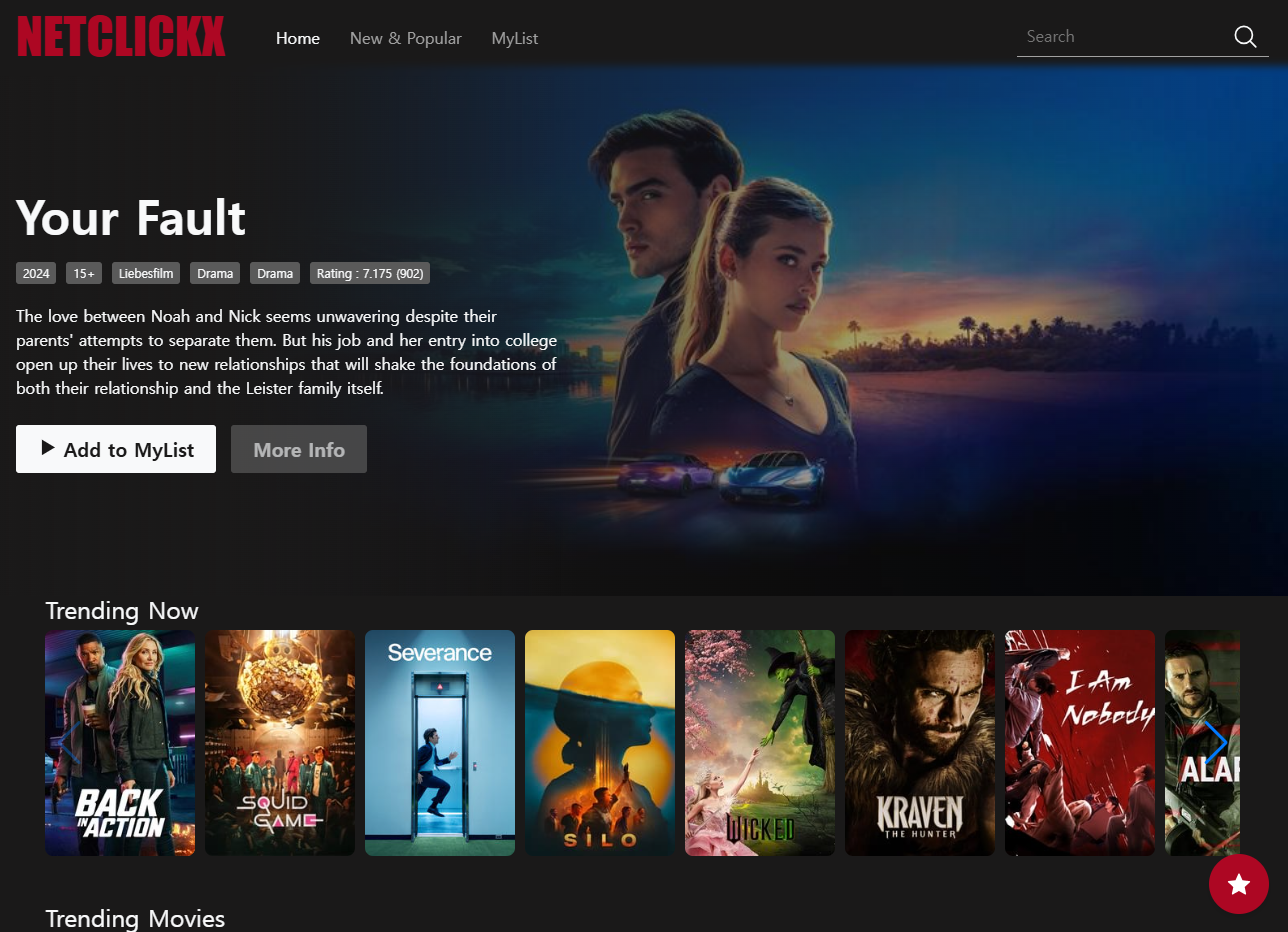 NETCLICKX
Home
New & Popular
MyList
Search
Your Fault
2024
15+
Liebesfilm
Drama
Drama
Rating : 7.175 (902)
The love between Noah and Nick seems unwavering despite their
parents' attempts to separate them. But his job and her entry into college
open up their lives to new relationships that will shake the foundations of
both their relationship and the Leister family itself.
Add to MyList
More Info
Trending Now
BACK
IN ACTION
SQUID
GAME
Severance
SILO
WICKED
KRAVEN
THE HUNTER
I Am
Nobody
ALAR
Trending Movies